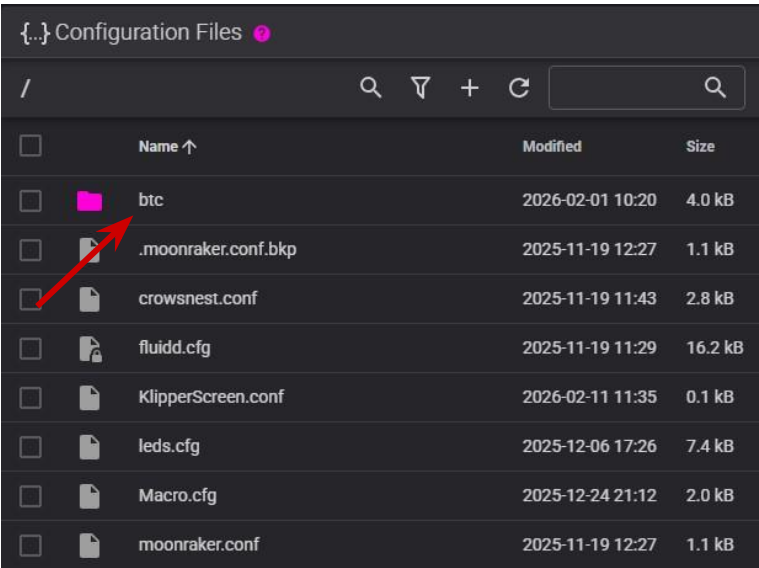 {...} Configuration Files ?
/
Name ↑ Modified Size
btc 2026-02-01 10:20 4.0 kB
.moonraker.conf.bkp 2025-11-19 12:27 1.1 kB
crowsnest.conf 2025-11-19 11:43 2.8 kB
fluidd.cfg 2025-11-19 11:29 16.2 kB
KlipperScreen.conf 2026-02-11 11:35 0.1 kB
leds.cfg 2025-12-06 17:26 7.4 kB
Macro.cfg 2025-12-24 21:12 2.0 kB
moonraker.conf 2025-11-19 12:27 1.1 kB